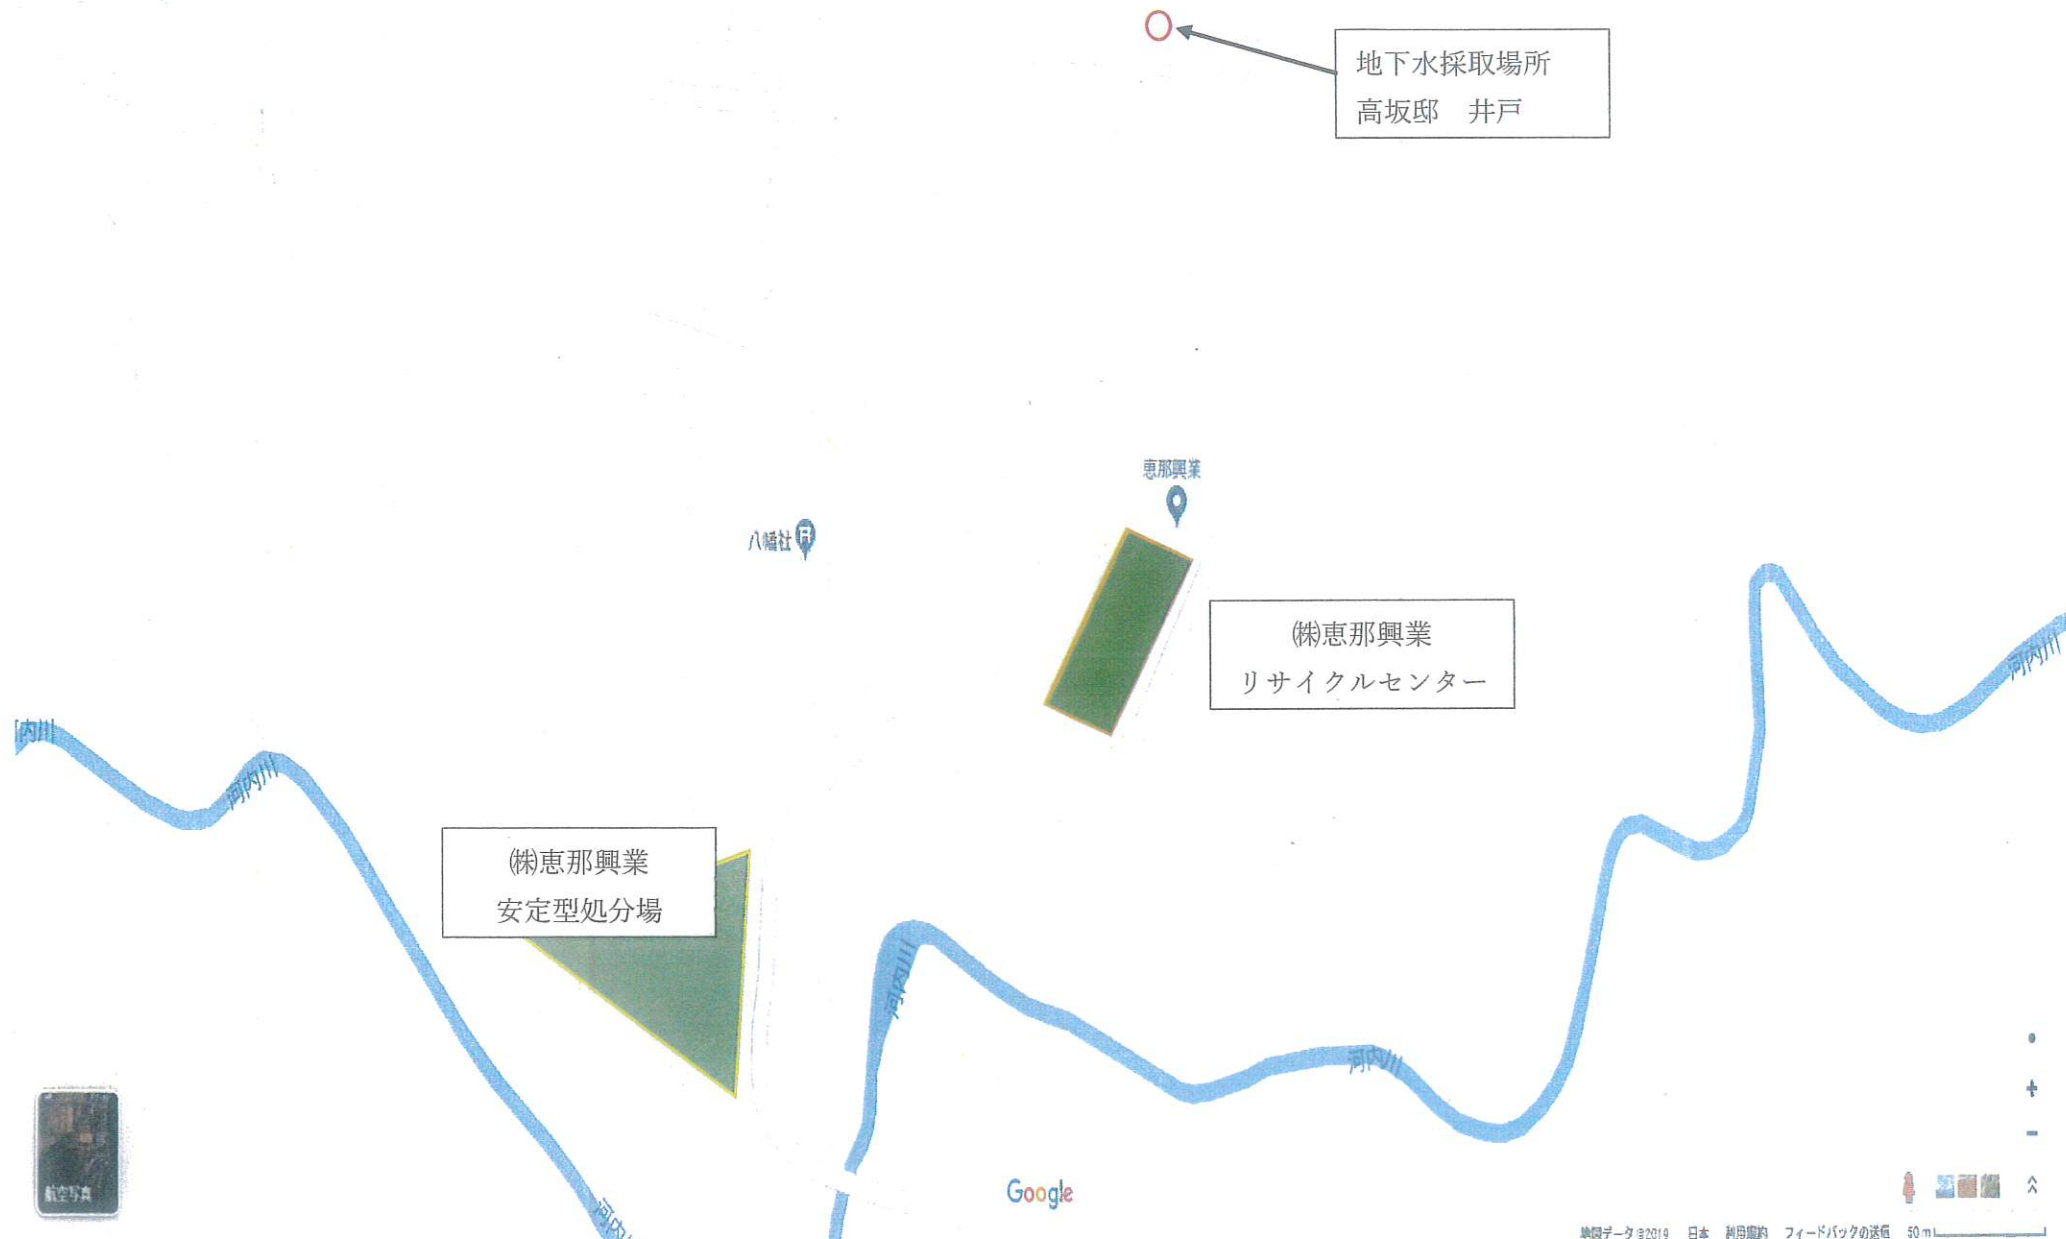 地下水採取場所
高坂邸　井戸
恵那興業
八幡社
㈱恵那興業
リサイクルセンター
河内川
内川
河内川
㈱恵那興業
安定型処分場
河内川
河内川
河内
航空写真
Google
地図データ ©2019 日本 利用規約 フィードバックの送信 50 m